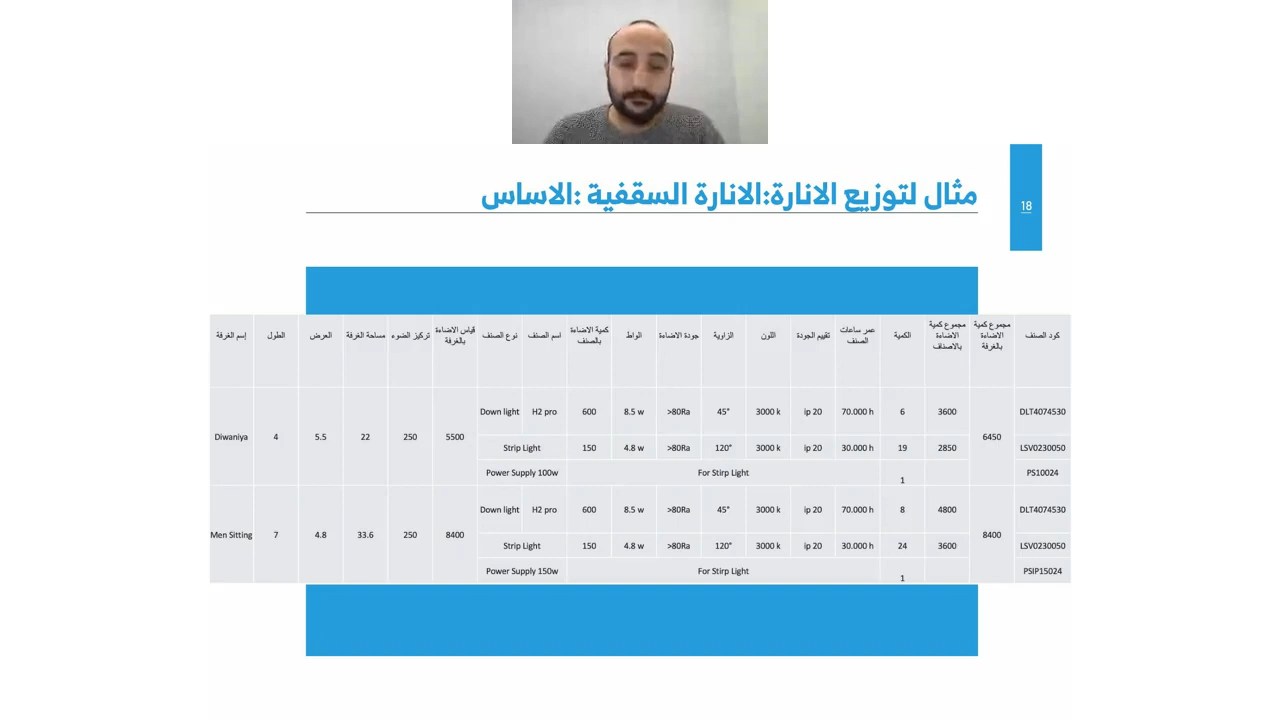 مثال لتوزيع الانارة:الانارة السقفية :الاساس
18
إسم الغرفة الطول العرض مساحة الغرفة تركيز الضوء قياس الاضاءة بالغرفة نوع الصنف اسم الصنف كمية الاضاءة بالصنف الواط جودة الاضاءة الزاوية اللون تقييم الجودة عمر ساعات الصنف الكمية مجموع كمية الاضاءة بالاصناف مجموع كمية الاضاءة بالغرفة كود الصنف
Diwaniya 4 5.5 22 250 5500 Down light H2 pro 600 8.5 w >80Ra 45° 3000 k ip 20 70.000 h 6 3600 6450 DLT4074530
Strip Light 150 4.8 w >80Ra 120° 3000 k ip 20 30.000 h 19 2850 LSV0230050
Power Supply 100w For Stirp Light 1 PS10024
Men Sitting 7 4.8 33.6 250 8400 Down light H2 pro 600 8.5 w >80Ra 45° 3000 k ip 20 70.000 h 8 4800 8400 DLT4074530
Strip Light 150 4.8 w >80Ra 120° 3000 k ip 20 30.000 h 24 3600 LSV0230050
Power Supply 150w For Stirp Light 1 PSIP15024